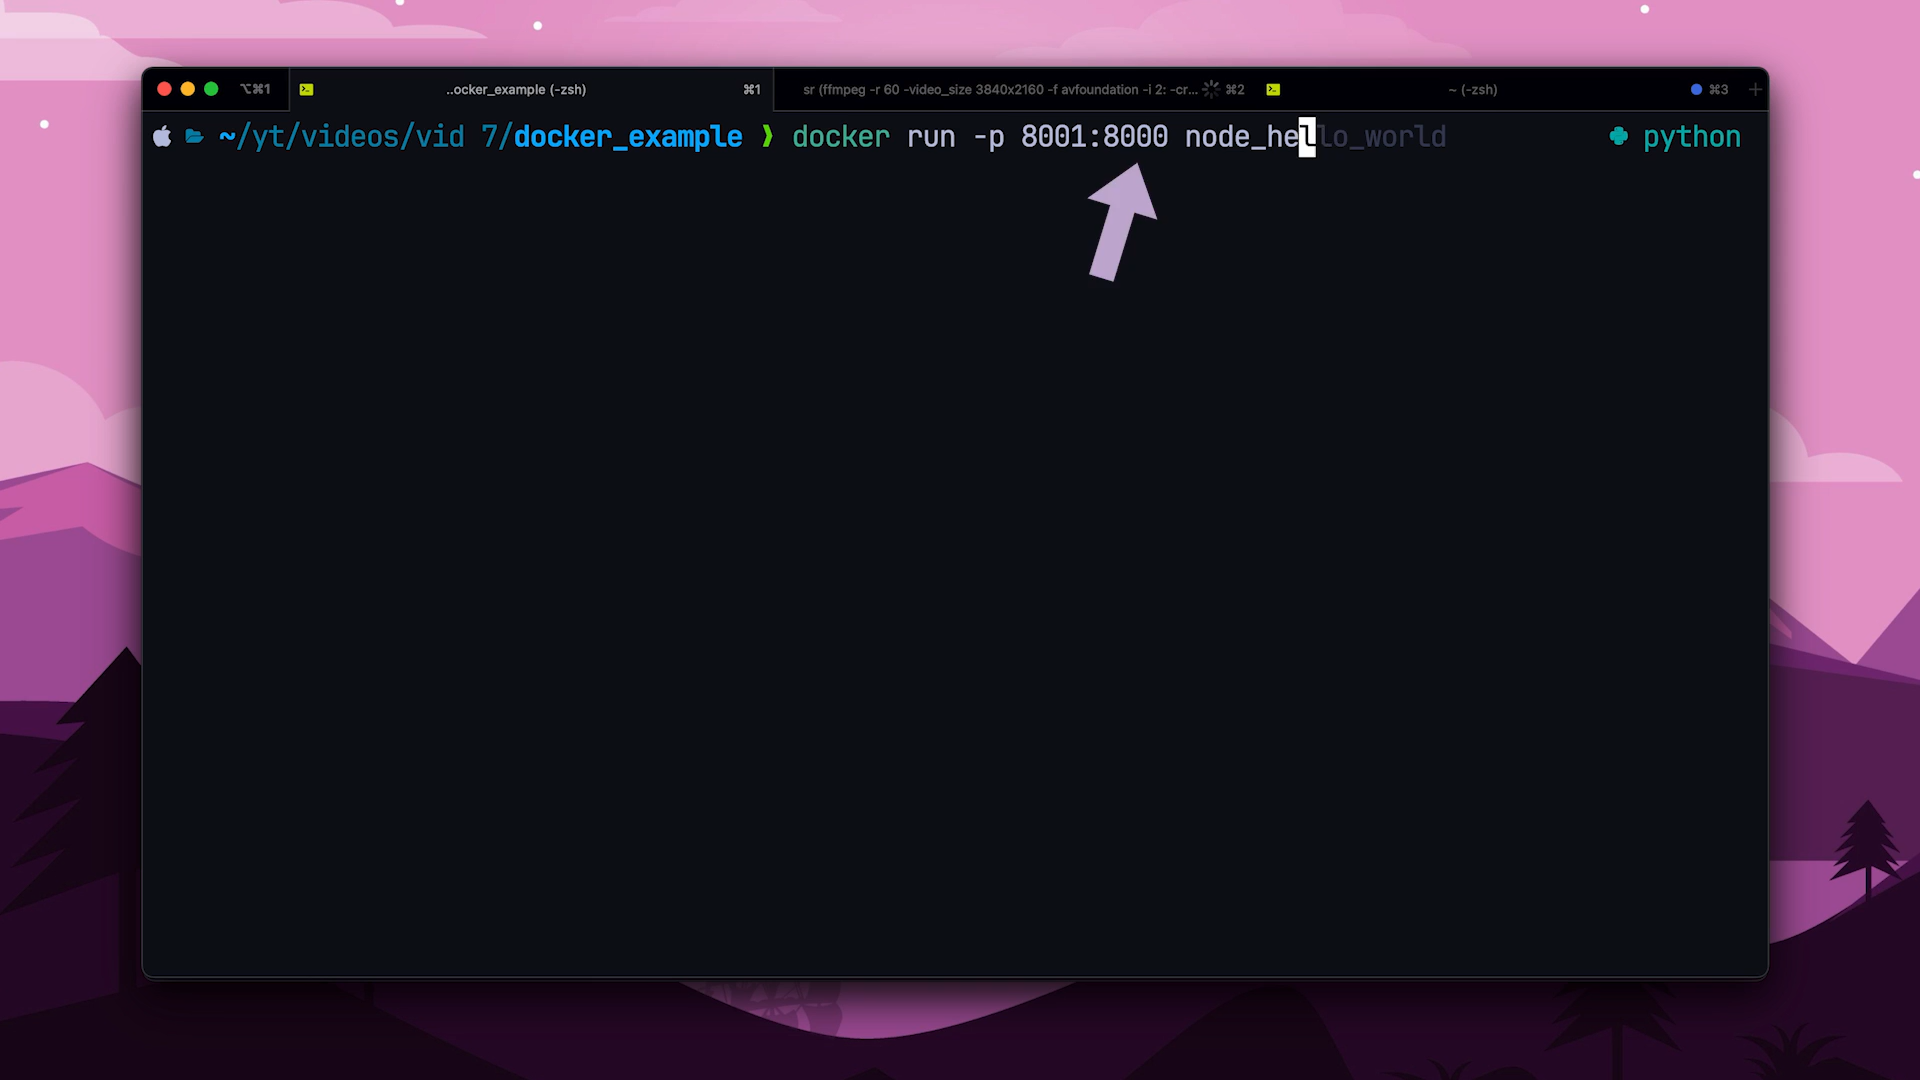 ⌥⌘1
..ocker_example (-zsh)
⌘1
sr (ffmpeg -r 60 -video_size 3840x2160 -f avfoundation -i 2: -cr...
⌘2
~ (-zsh)
⌘3
~/yt/videos/vid 7/docker_example ❯ docker run -p 8001:8000 node_hello_world
python